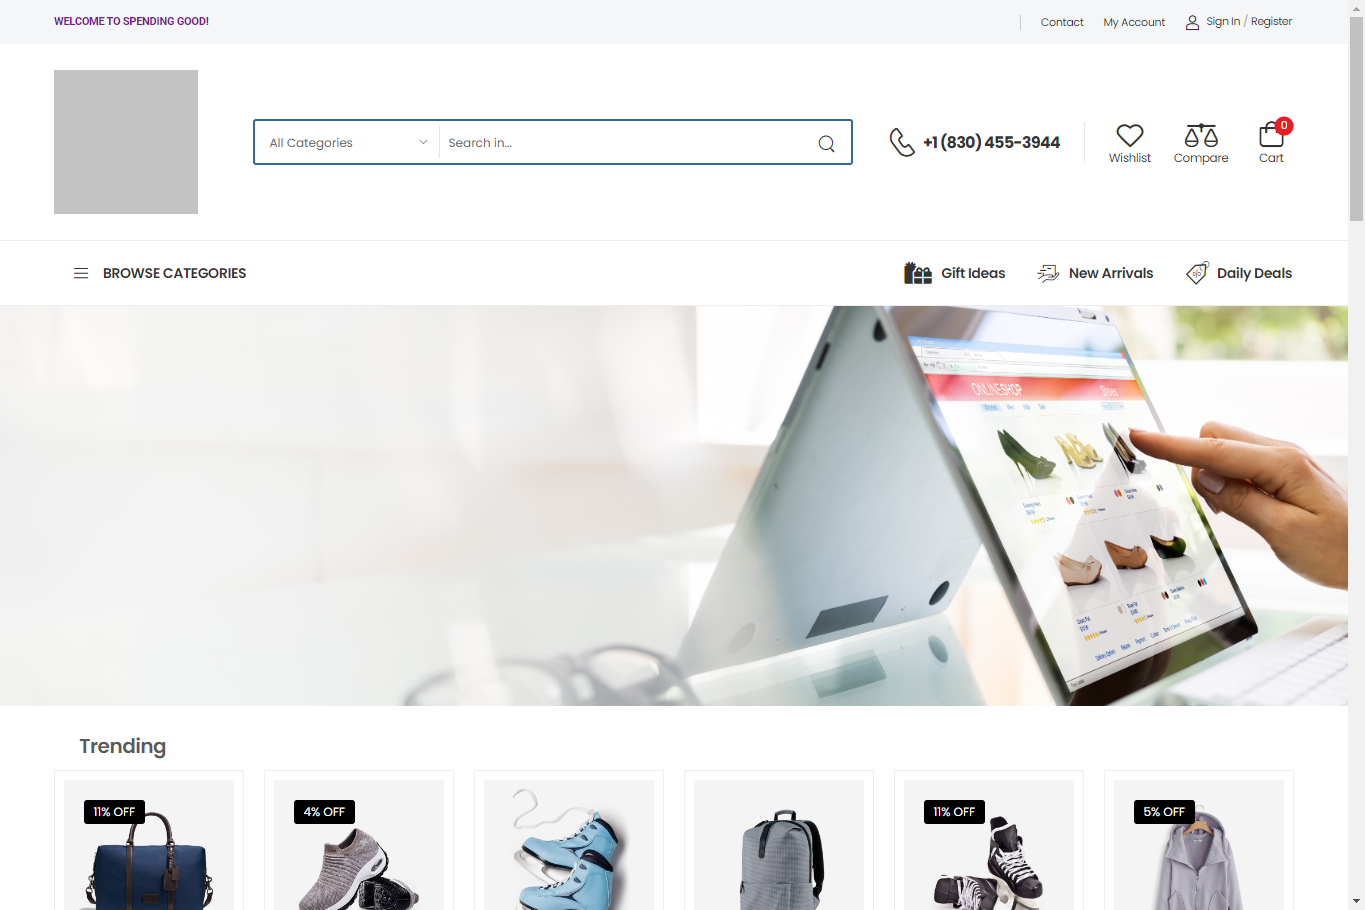 WELCOME TO SPENDING GOOD!
Contact
My Account
Sign In / Register
All Categories
Search in...
+1 (830) 455-3944
Wishlist
Compare
0
Cart
BROWSE CATEGORIES
Gift Ideas
New Arrivals
Daily Deals
ONLINESHOP
Shoes
Trending
11% OFF
4% OFF
11% OFF
5% OFF